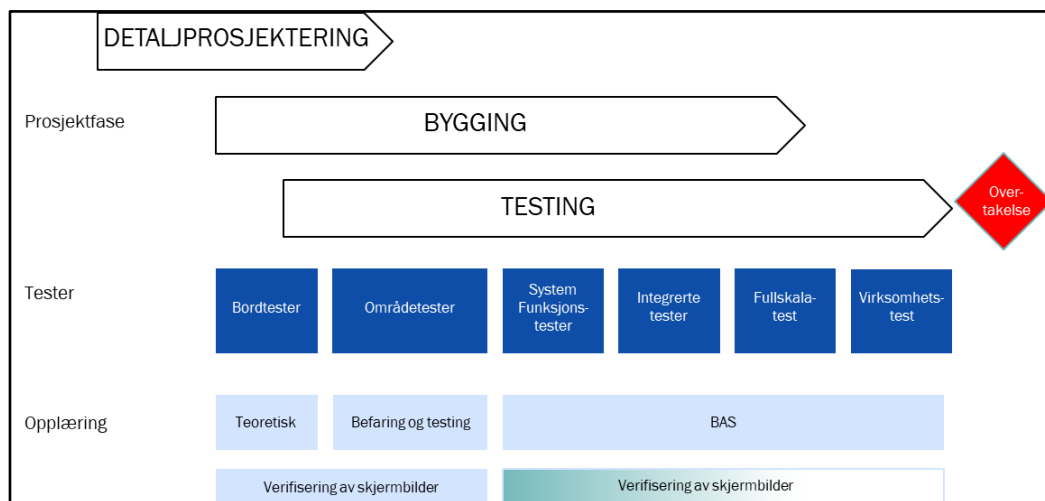 DETALJPROSJEKTERING
Prosjektfase
BYGGING
TESTING
Over-
takelse
Tester
Bordtester
Områdetester
System
Funksjons-
tester
Integrerte
tester
Fullskala-
test
Virksomhets-
test
Opplæring
Teoretisk
Befaring og testing
BAS
Verifisering av skjermbilder
Verifisering av skjermbilder